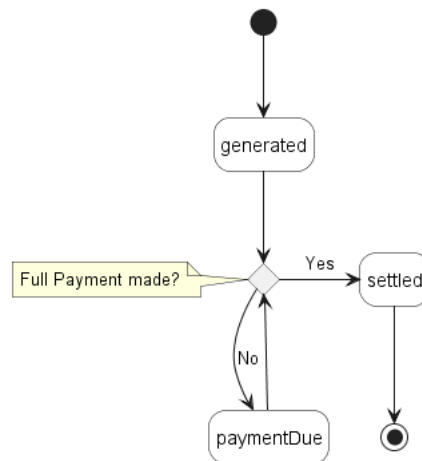 generated
Yes
Full Payment made?
settled
No
paymentDue